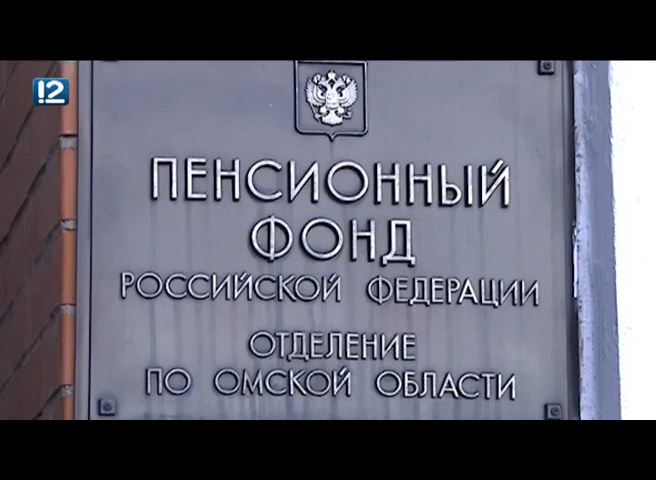 12
ПЕНСИОННЫЙ
ФОНД
РОССИЙСКОЙ ФЕДЕРАЦИИ
ОТДЕЛЕНИЕ
ПО ОМСКОЙ ОБЛАСТИ